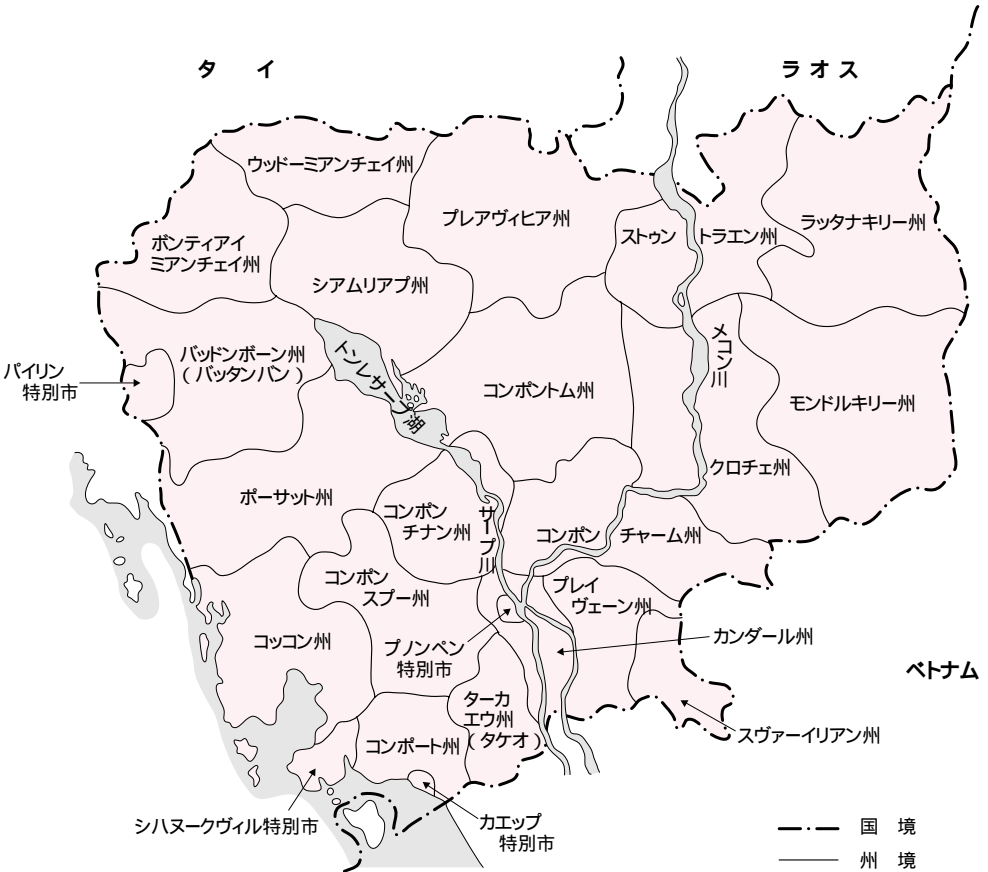 タイ
ラオス
ウッドーミアンチェイ州
プレアヴィヒア州
ストゥン トラエン州
ラッタナキリー州
ボンティアイ
ミアンチェイ州
シアムリアプ州
バッドンボーン州
(バッタンバン)
パイリン
特別市
トンレサープ湖
コンポントム州
メコン川
モンドルキリー州
クロチェ州
ポーサット州
コンポン
チナン州
サープ川
コンポン チャーム州
コンポン
スプー州
プレイ
ヴェーン州
コッコン州
プノンペン
特別市
カンダール州
ベトナム
ターカ
エウ州
(タケオ)
スヴァーイリアン州
コンポート州
シハヌークヴィル特別市
カエップ
特別市
国境
州境